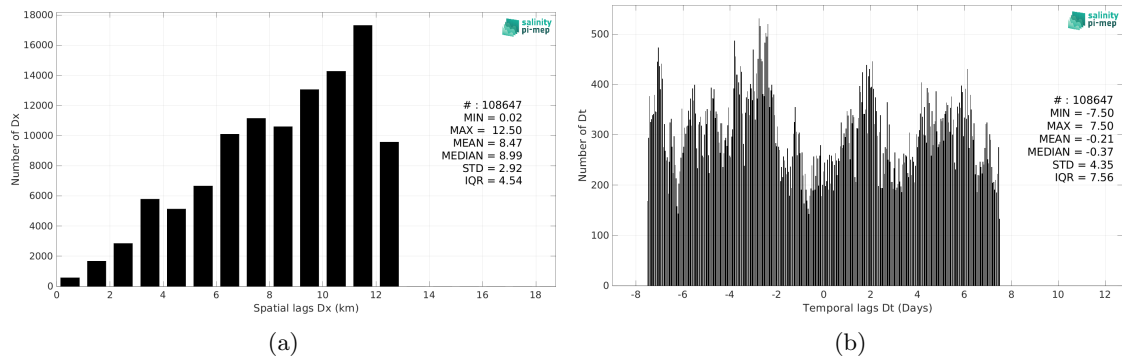 18000
16000
14000
12000
10000
8000
6000
4000
2000
0
Number of Dx
salinity
pi-mep
# : 108647
MIN = 0.02
MAX = 12.50
MEAN = 8.47
MEDIAN = 8.99
STD = 2.92
IQR = 4.54
0 2 4 6 8 10 12 14 16 18
Spatial lags Dx (km)
(a)
500
400
300
200
100
0
Number of Dt
salinity
pi-mep
# : 108647
MIN = -7.50
MAX = 7.50
MEAN = -0.21
MEDIAN = -0.37
STD = 4.35
IQR = 7.56
-8 -6 -4 -2 0 2 4 6 8 10 12
Temporal lags Dt (Days)
(b)